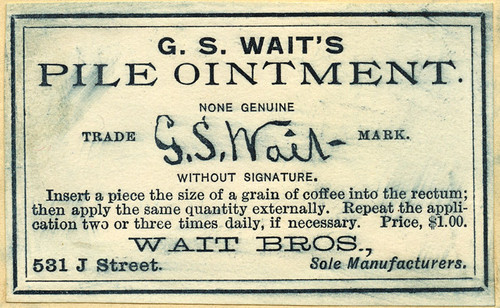 G. S. WAIT'S
PILE OINTMENT.
NONE GENUINE
TRADE G.S. Wait MARK.
WITHOUT SIGNATURE.
Insert a piece the size of a grain of coffee into the rectum;
then apply the same quantity externally. Repeat the appli-
cation two or three times daily, if necessary. Price, $1.00.
WAIT BROS.,
531 J Street. Sole Manufacturers.